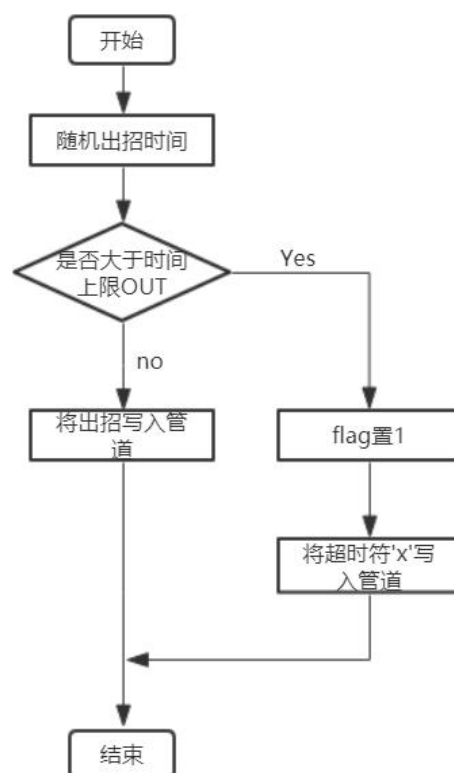 开始
随机出招时间
是否大于时间
上限OUT
Yes
no
将出招写入管
道
flag置1
将超时符'x'写
入管道
结束